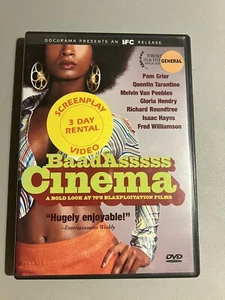 DOCURAMA PRESENTS AN IFC RELEASE
GENERAL
Pam Grier
Quentin Tarantino
Melvin Van Peebles
Gloria Hendry
Richard Roundtree
Isaac Hayes
Fred Williamson
SCREENPLAY
3 DAY
RENTAL
VIDEO
BaadAsssss
Cinema
A BOLD LOOK AT 70'S BLAXPLOITATION FILMS
"Hugely enjoyable!"
–Entertainment Weekly
DVD